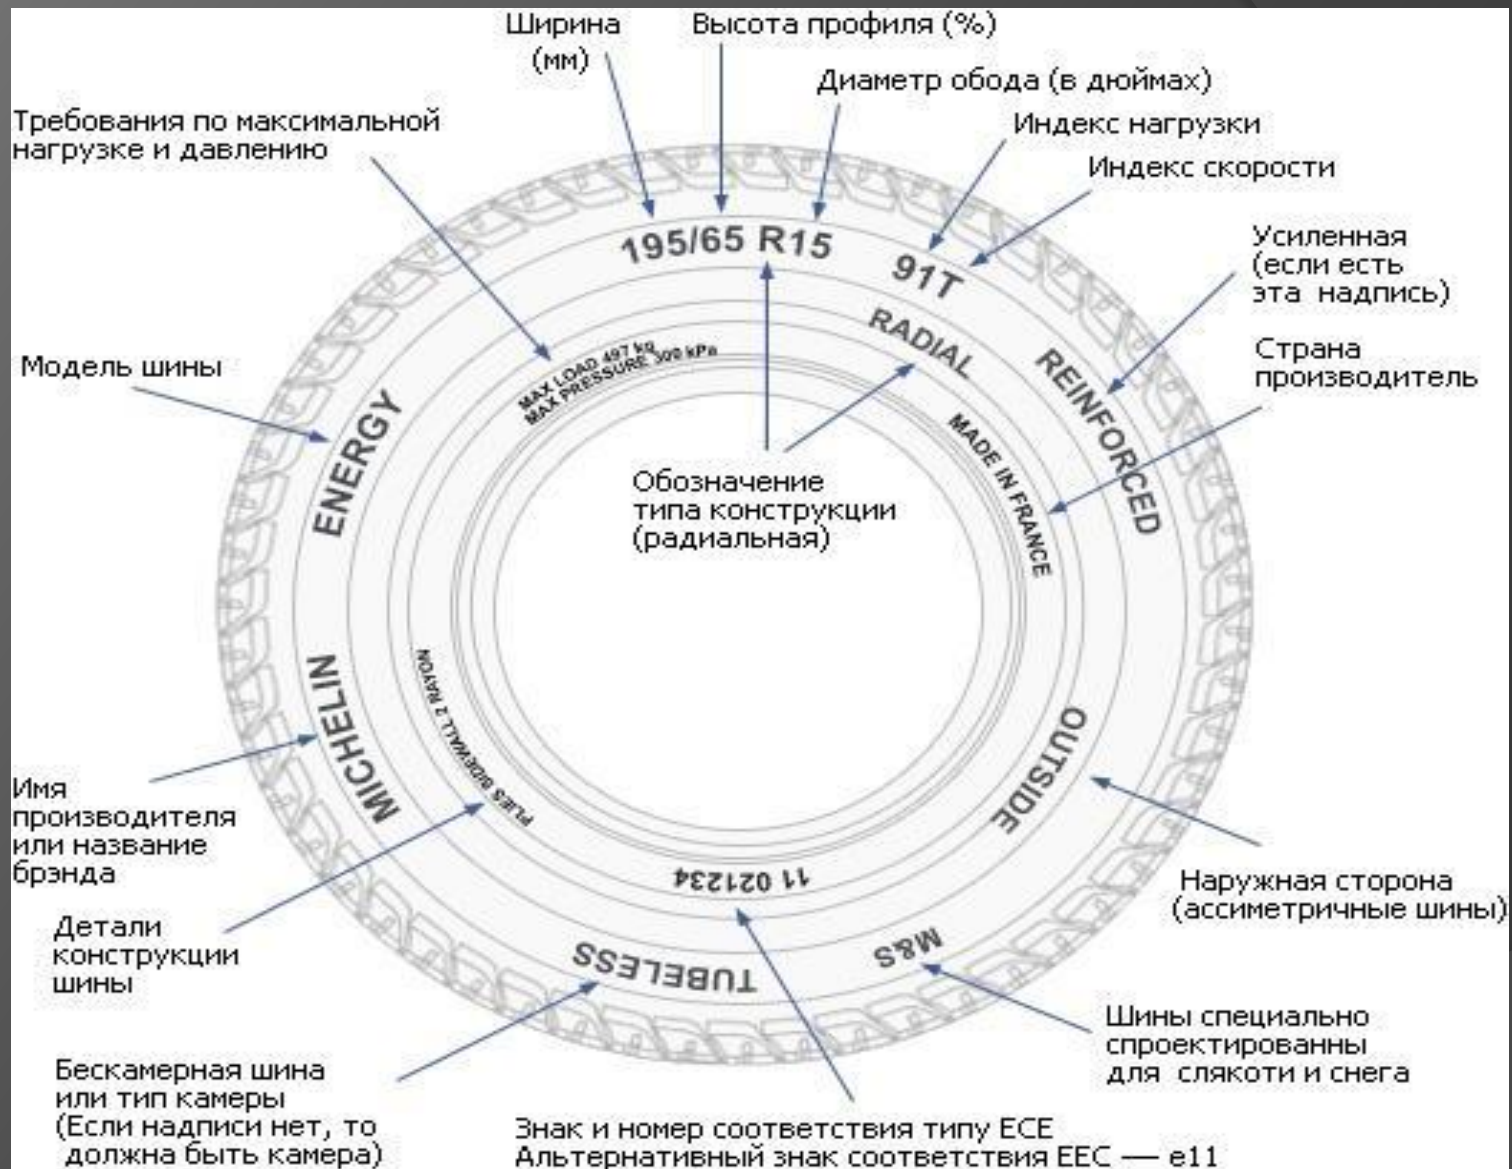 Ширина
(мм)
Высота профиля (%)
Диаметр обода (в дюймах)
Требования по максимальной
нагрузке и давлению
Индекс нагрузки
Индекс скорости
Усиленная
(если есть
эта надпись)
Страна
производитель
Модель шины
195/65 R15
91T
RADIAL
REINFORCED
MAX LOAD 497 kg
MAX PRESSURE 300 kPa
ENERGY
MADE IN FRANCE
Обозначение
типа конструкции
(радиальная)
MICHELIN
PLIES SIDEWALL 2 RAYON
OUTSIDE
11 021234
TUBELESS
M&S
Имя
производителя
или название
брэнда
Детали
конструкции
шины
Наружная сторона
(ассиметричные шины)
Шины специально
спроектированны
для слякоти и снега
Бескамерная шина
или тип камеры
(Если надписи нет, то
должна быть камера)
Знак и номер соответствия типу ECE
Альтернативный знак соответствия EEC — e11